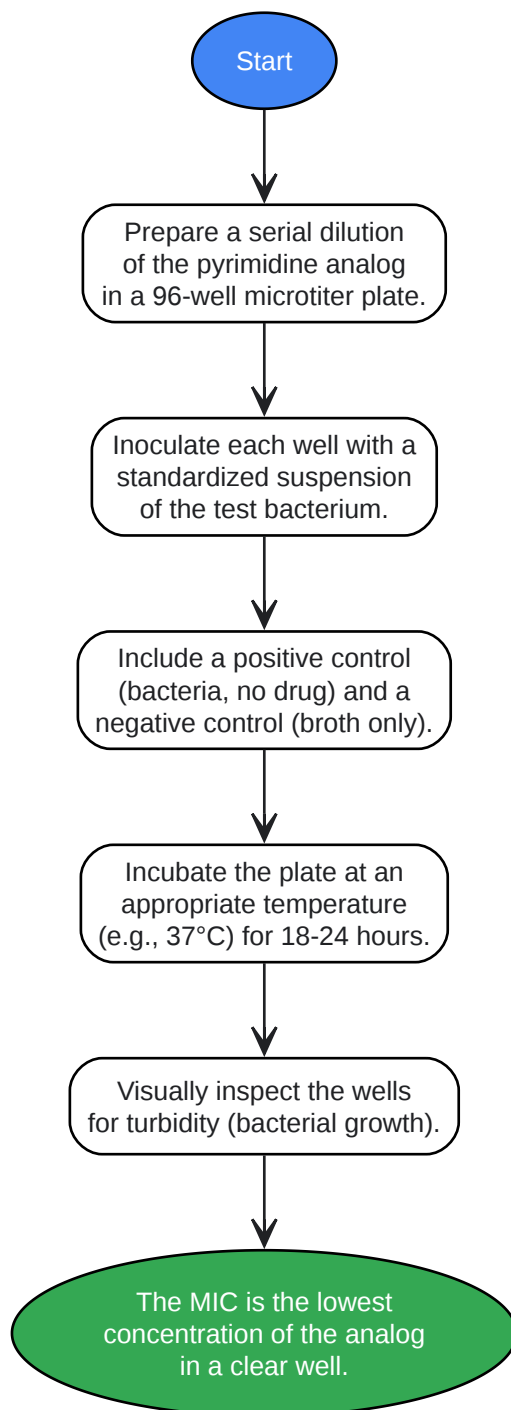 Start
Prepare a serial dilution
of the pyrimidine analog
in a 96-well microtiter plate.
Inoculate each well with a
standardized suspension
of the test bacterium.
Include a positive control
(bacteria, no drug) and a
negative control (broth only).
Incubate the plate at an
appropriate temperature
(e.g., 37°C) for 18-24 hours.
Visually inspect the wells
for turbidity (bacterial growth).
The MIC is the lowest
concentration of the analog
in a clear well.